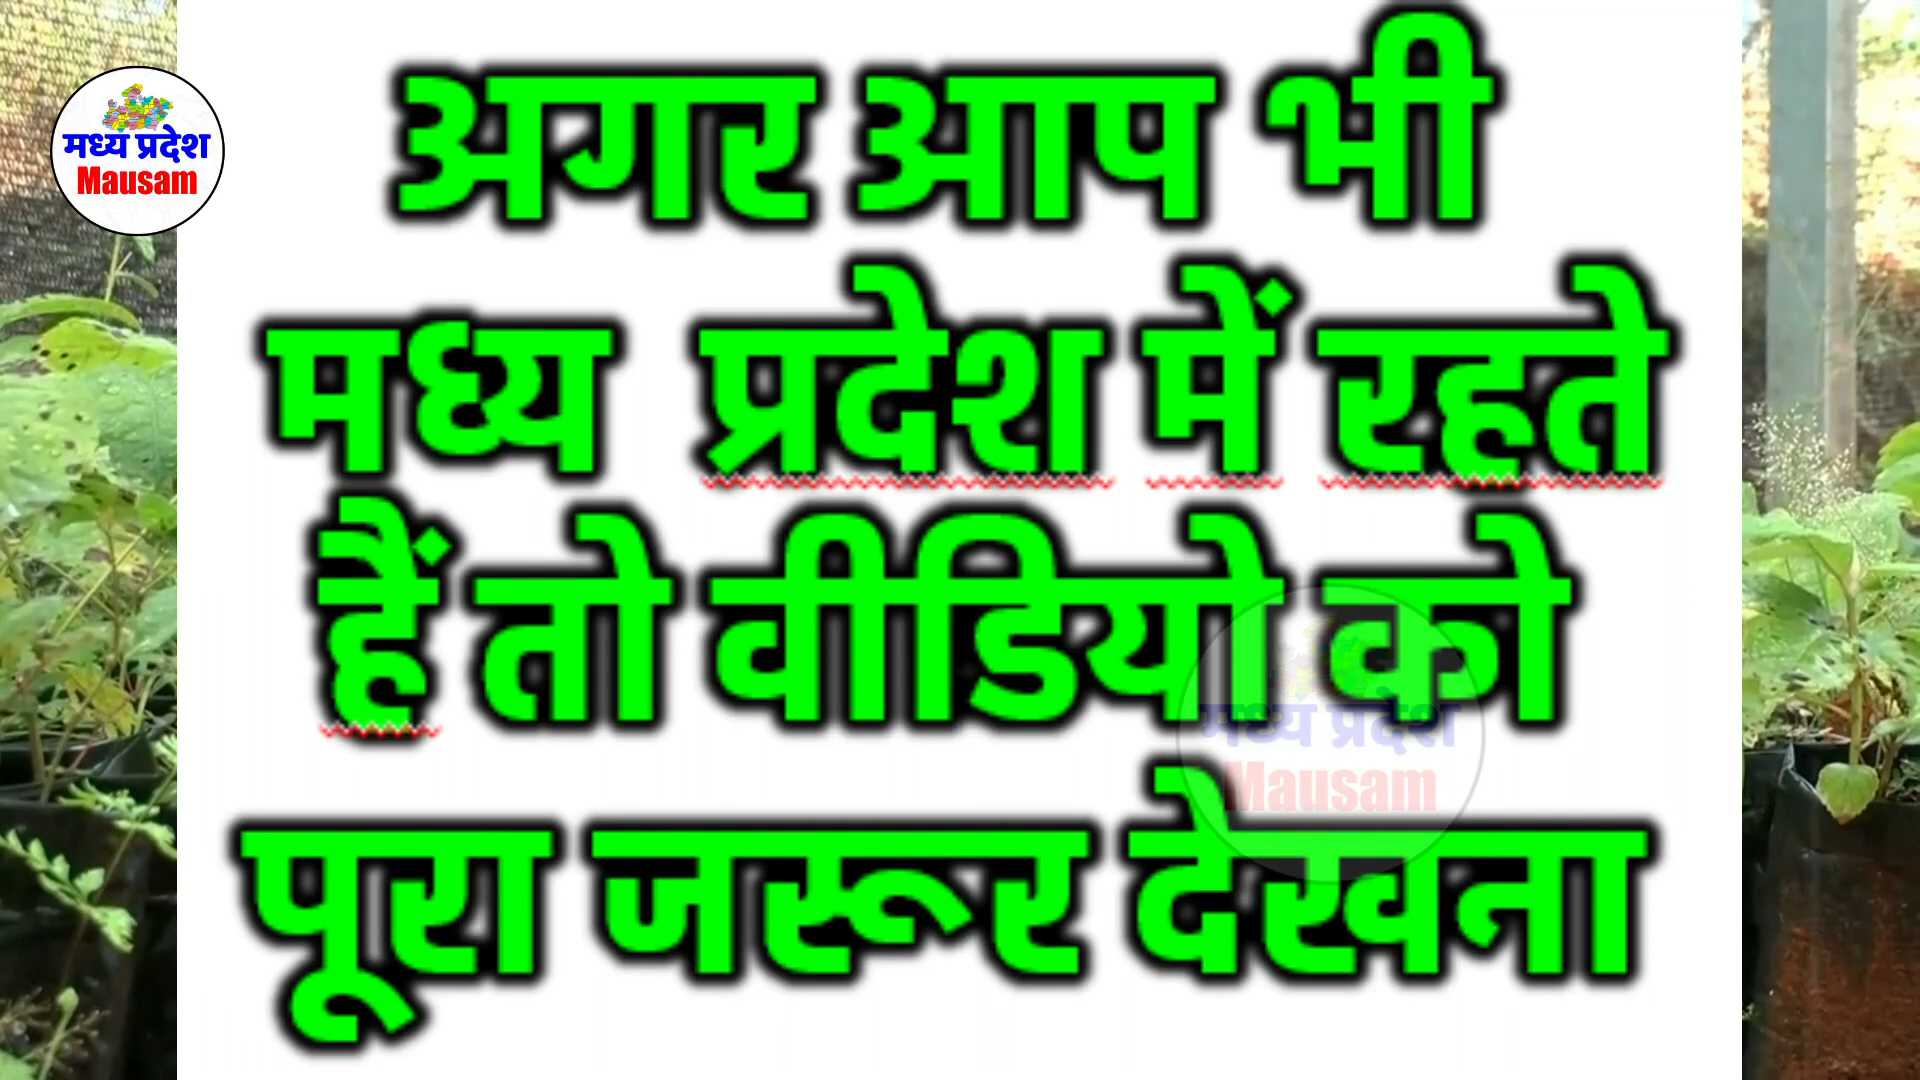 मध्य प्रदेश
Mausam
अगर आप भी
मध्य प्रदेश में रहते
हैं तो वीडियो को
पूरा जरूर देखना
मध्य प्रदेश
Mausam